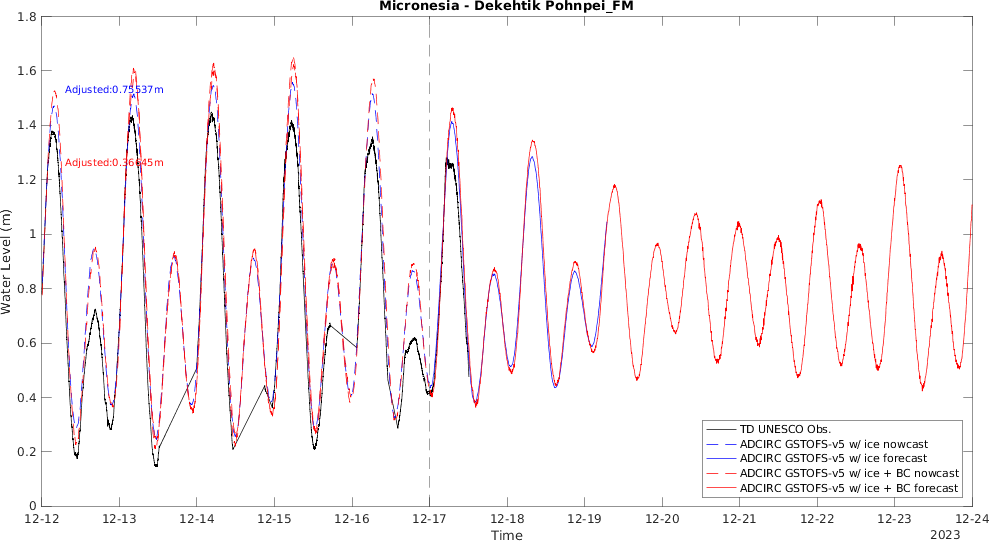 Micronesia - Dekehtik Pohnpei_FM
1.8
1.6
1.4
1.2
1
0.8
0.6
0.4
0.2
0
Water Level (m)
Adjusted:0.75537m
Adjusted:0.36645m
TD UNESCO Obs.
ADCIRC GSTOFS-v5 w/ ice nowcast
ADCIRC GSTOFS-v5 w/ ice forecast
ADCIRC GSTOFS-v5 w/ ice + BC nowcast
ADCIRC GSTOFS-v5 w/ ice + BC forecast
12-12 12-13 12-14 12-15 12-16 12-17 12-18 12-19 12-20 12-21 12-22 12-23 12-24
Time
2023